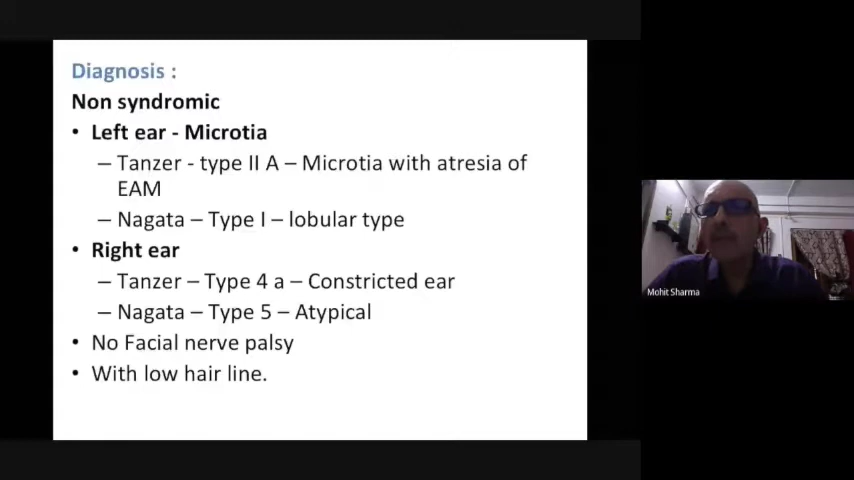 Diagnosis :
Non syndromic
• Left ear - Microtia
– Tanzer - type II A – Microtia with atresia of
EAM
– Nagata – Type I – lobular type
• Right ear
– Tanzer – Type 4 a – Constricted ear
– Nagata – Type 5 – Atypical
• No Facial nerve palsy
• With low hair line.
Mohit Sharma